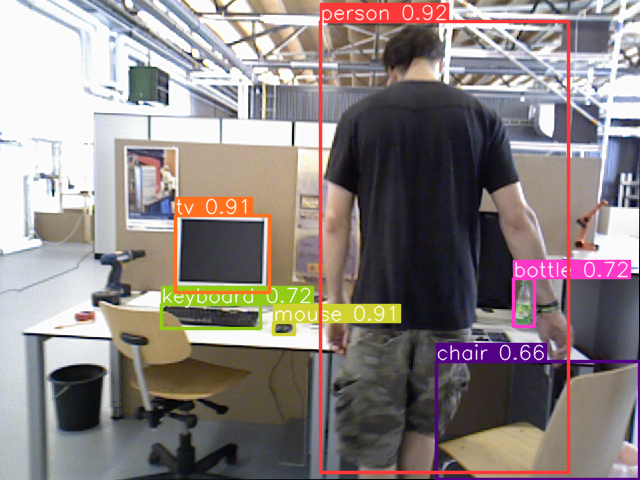 person 0.92
tv 0.91
bottle 0.72
keyboard 0.72
mouse 0.91
chair 0.66